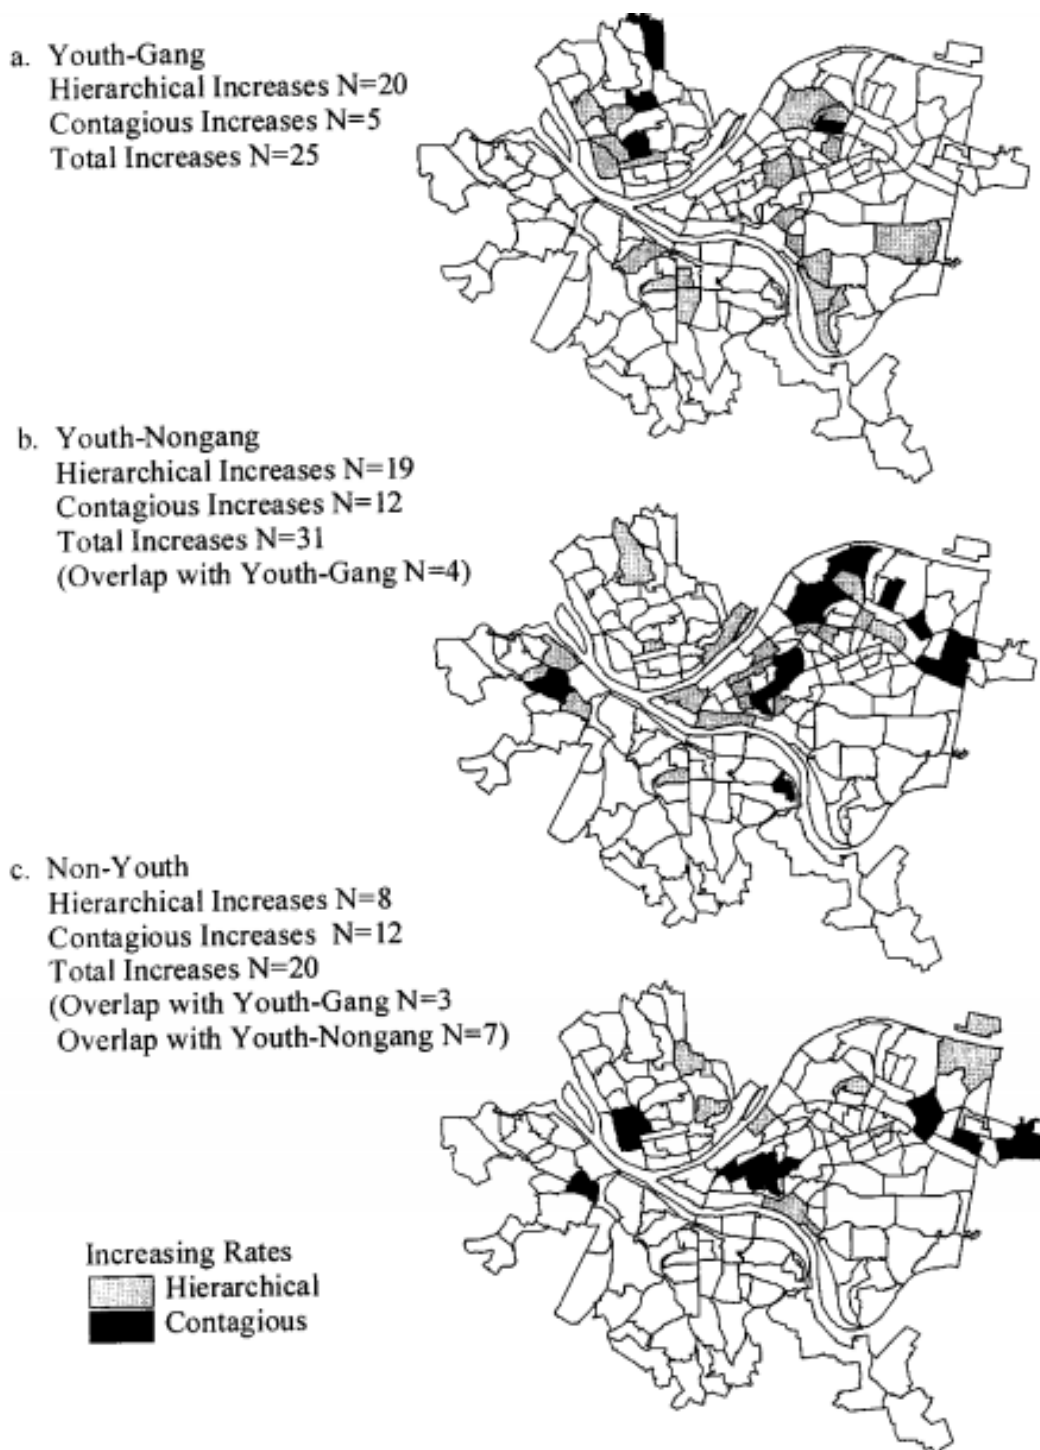 a. Youth-Gang
Hierarchical Increases N=20
Contagious Increases N=5
Total Increases N=25
b. Youth-Nongang
Hierarchical Increases N=19
Contagious Increases N=12
Total Increases N=31
(Overlap with Youth-Gang N=4)
c. Non-Youth
Hierarchical Increases N=8
Contagious Increases N=12
Total Increases N=20
(Overlap with Youth-Gang N=3
Overlap with Youth-Nongang N=7)
Increasing Rates
Hierarchical
Contagious